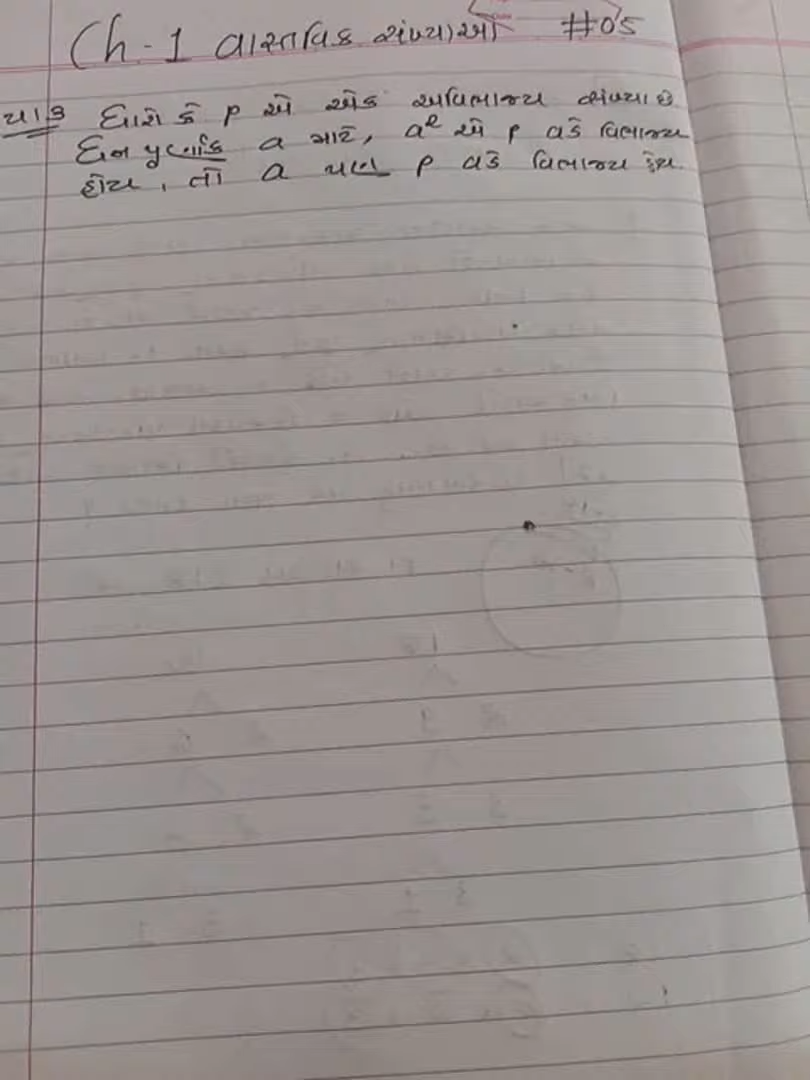 Ch-1 વાસ્તવિક સંખ્યાઓ #05
ધારો કે p એ એક અવિભાજ્ય સંખ્યા છે
ધન પૂર્ણાંક a માટે, a² એ p વડે વિભાજ્ય
હોય, તો a પણ p વડે વિભાજ્ય હોય.